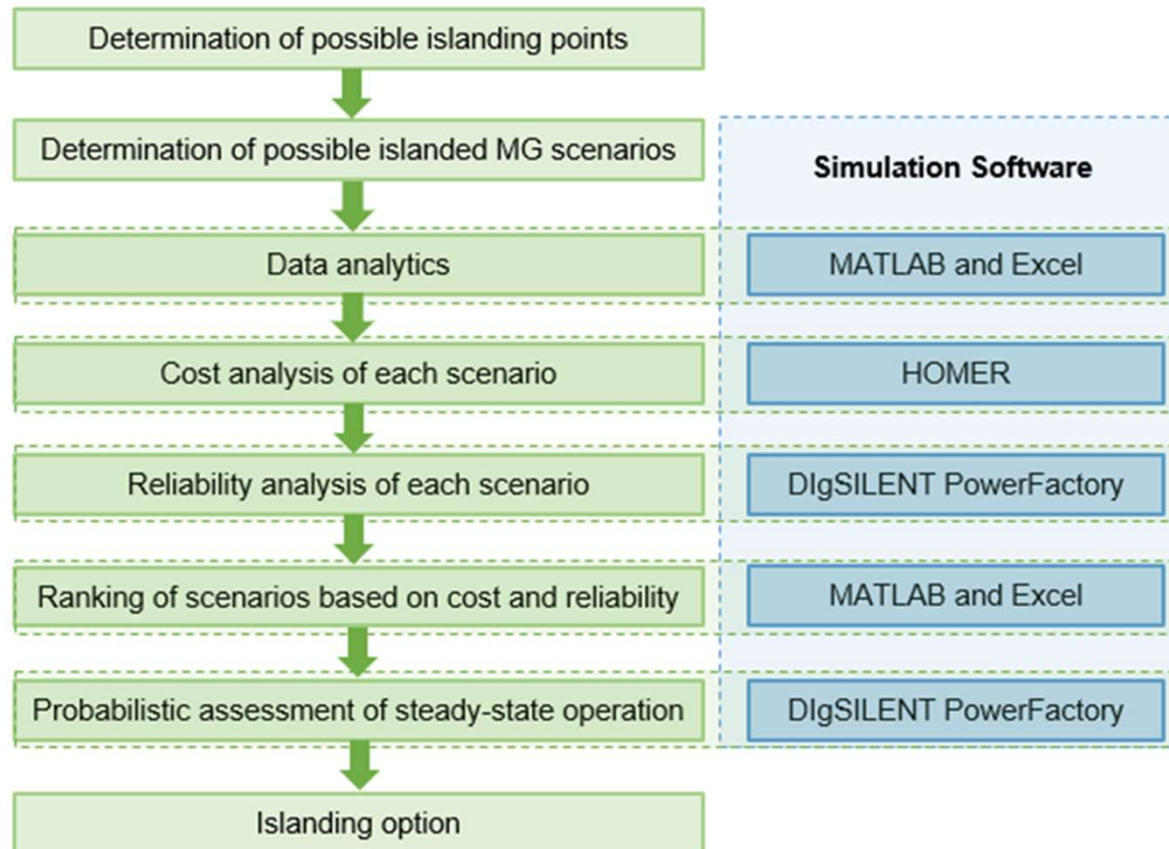 Determination of possible islanding points
Determination of possible islanded MG scenarios
Simulation Software
Data analytics
MATLAB and Excel
Cost analysis of each scenario
HOMER
Reliability analysis of each scenario
DIgSILENT PowerFactory
Ranking of scenarios based on cost and reliability
MATLAB and Excel
Probabilistic assessment of steady-state operation
DIgSILENT PowerFactory
Islanding option